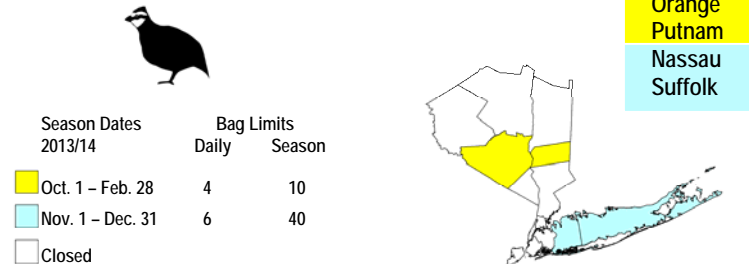 Orange
Putnam
Nassau
Suffolk
Season Dates Bag Limits
2013/14 Daily Season
Oct. 1 – Feb. 28 4 10
Nov. 1 – Dec. 31 6 40
Closed